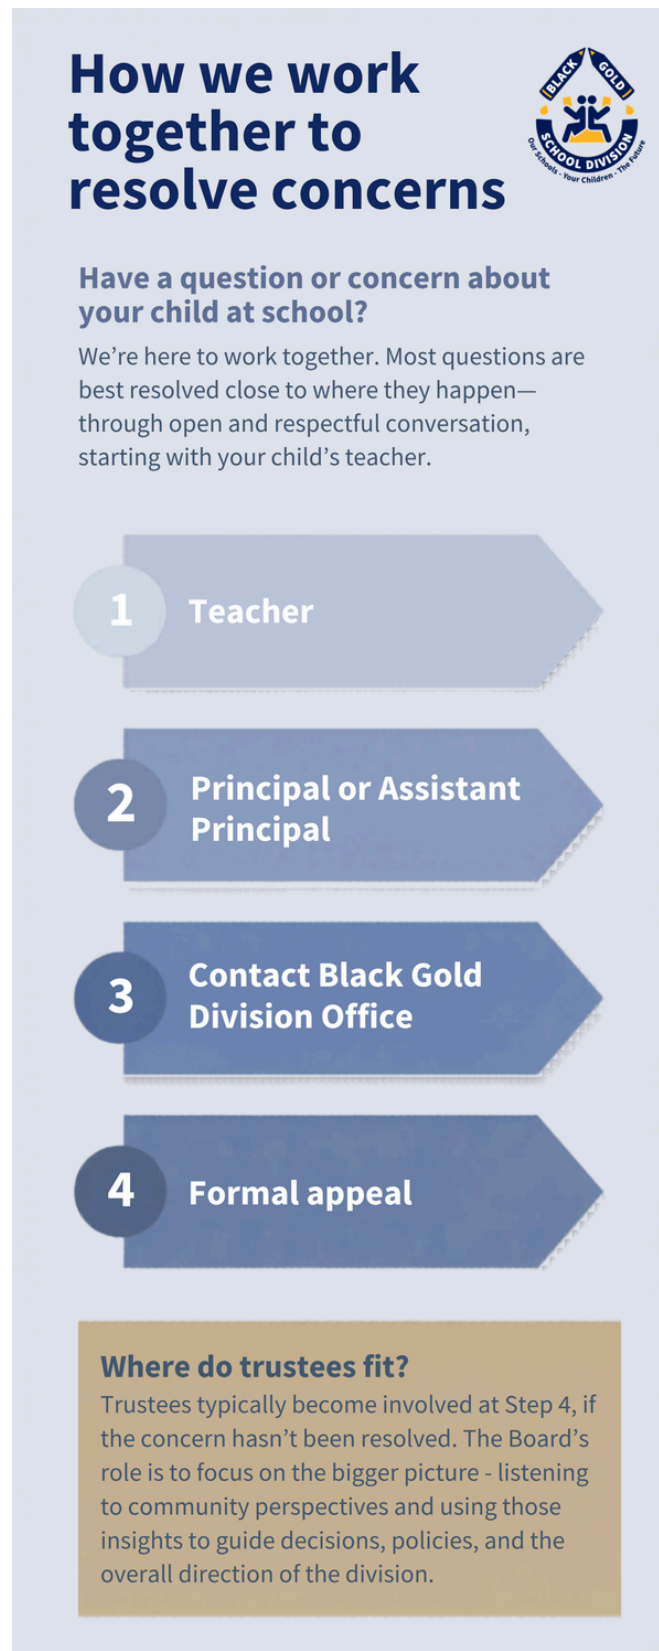 How we work
together to
resolve concerns
BLACK GOLD
SCHOOL DIVISION
Our Schools - Your Children - The Future
Have a question or concern about
your child at school?
We’re here to work together. Most questions are
best resolved close to where they happen—
through open and respectful conversation,
starting with your child’s teacher.
1
Teacher
2
Principal or Assistant
Principal
3
Contact Black Gold
Division Office
4
Formal appeal
Where do trustees fit?
Trustees typically become involved at Step 4, if
the concern hasn’t been resolved. The Board’s
role is to focus on the bigger picture - listening
to community perspectives and using those
insights to guide decisions, policies, and the
overall direction of the division.